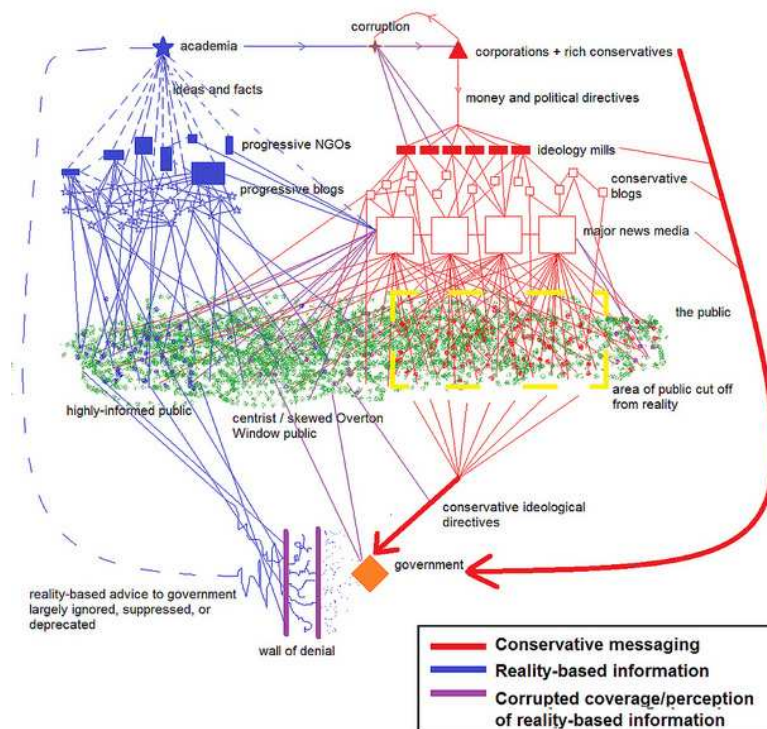 corruption
academia
corporations + rich conservatives
ideas and facts
money and political directives
progressive NGOs
ideology mills
progressive blogs
conservative
blogs
major news media
the public
highly-informed public
centrist / skewed Overton
Window public
area of public cut off
from reality
conservative ideological
directives
government
reality-based advice to government
largely ignored, suppressed, or
deprecated
wall of denial
Conservative messaging
Reality-based information
Corrupted coverage/perception
of reality-based information